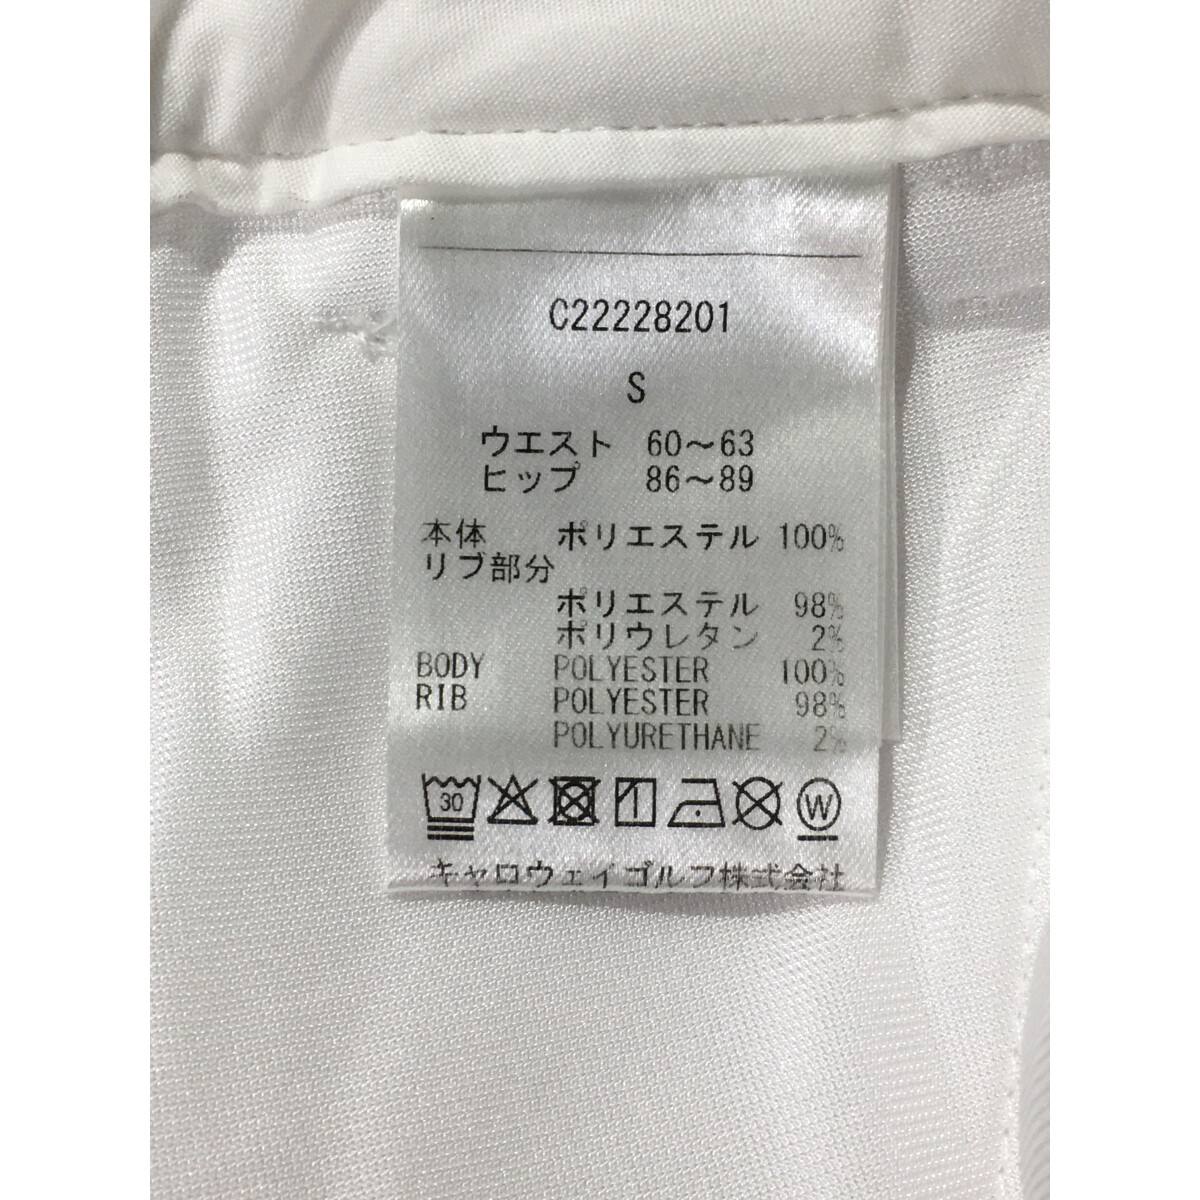 C22228201
S
ウエスト 60～63
ヒップ 86～89
本体 ポリエステル 100%
リブ部分
ポリエステル 98%
ポリウレタン 2%
BODY POLYESTER 100%
RIB POLYESTER 98%
POLYURETHANE 2%
30 W
キャロウェイゴルフ株式会社